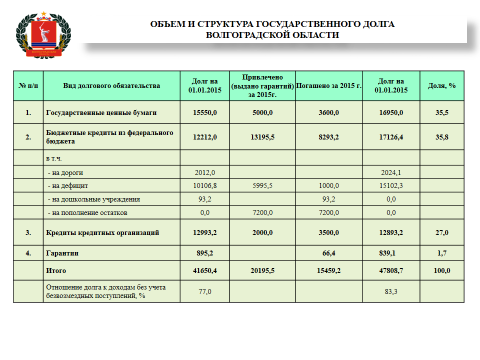 ОБЪЕМ И СТРУКТУРА ГОСУДАРСТВЕННОГО ДОЛГА
ВОЛГОГРАДСКОЙ ОБЛАСТИ
№ п/п Вид долгового обязательства Долг на 01.01.2015 Привлечено (выдано гарантий) за 2015г. Погашено за 2015 г. Долг на 01.01.2015 Доля, %
1. Государственные ценные бумаги 15550,0 5000,0 3600,0 16950,0 35,5
2. Бюджетные кредиты из федерального бюджета 12212,0 13195,5 8293,2 17126,4 35,8
в т.ч.
- на дороги 2012,0 2024,1
- на дефицит 10106,8 5995,5 1000,0 15102,3
- на дошкольные учреждения 93,2 93,2 0,0
- на пополнение остатков 0,0 7200,0 7200,0 0,0
3. Кредиты кредитных организаций 12993,2 2000,0 3500,0 12893,2 27,0
4. Гарантии 895,2 66,4 839,1 1,7
Итого 41650,4 20195,5 15459,2 47808,7 100,0
Отношение долга к доходам без учета безвозмездных поступлений, % 77,0 83,3